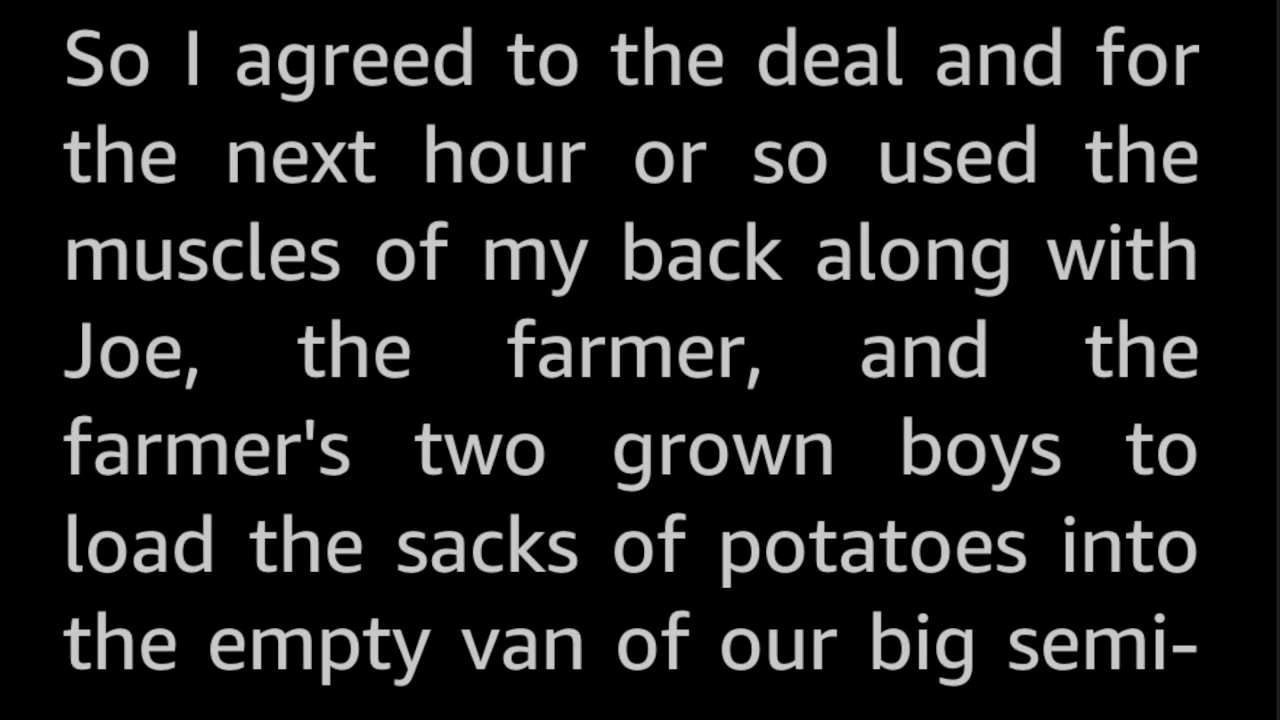 So I agreed to the deal and for
the next hour or so used the
muscles of my back along with
Joe, the farmer, and the
farmer's two grown boys to
load the sacks of potatoes into
the empty van of our big semi-